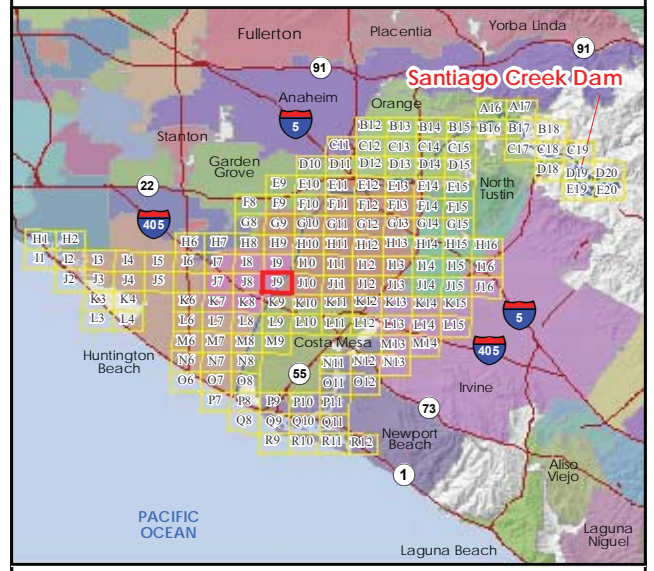 Yorba Linda
Fullerton
Placentia
91
91
Santiago Creek Dam
Anaheim
Orange
A16 A17
5
B12 B13 B14 B15 B16 B17 B18
Stanton
C11 C12 C13 C14 C15 C17 C18 C19
Garden
Grove
D10 D11 D12 D13 D14 D15 D18 D19 D20
22
E9 E10 E11 E12 E13 E14 E15 E19 E20
North
Tustin
F8 F9 F10 F11 F12 F13 F14 F15
405
G8 G9 G10 G11 G12 G13 G14 G15
H1 H2 H6 H7 H8 H9 H10 H11 H12 H13 H14 H15 H16
I1 I2 I3 I4 I5 I6 I7 I8 I9 I10 I11 I12 I13 I14 I15 I16
J2 J3 J4 J5 J7 J8 J9 J10 J11 J12 J13 J14 J15 J16
K3 K4 K6 K7 K8 K9 K10 K11 K12 K13 K14 K15
5
L3 L4 L6 L7 L8 L9 L10 L11 L12 L13 L14 L15
M6 M7 M8 M9 Costa Mesa M13 M14
405
Huntington
Beach
N6 N7 N8 N11 N12 N13
55
O6 O7 O8 O11 O12
Irvine
P7 P8 P9 P10 P11
73
Q8 Q9 Q10 Q11
Newport
Beach
R9 R10 R11 R12
1
Aliso
Viejo
PACIFIC
OCEAN
Laguna
Niguel
Laguna Beach